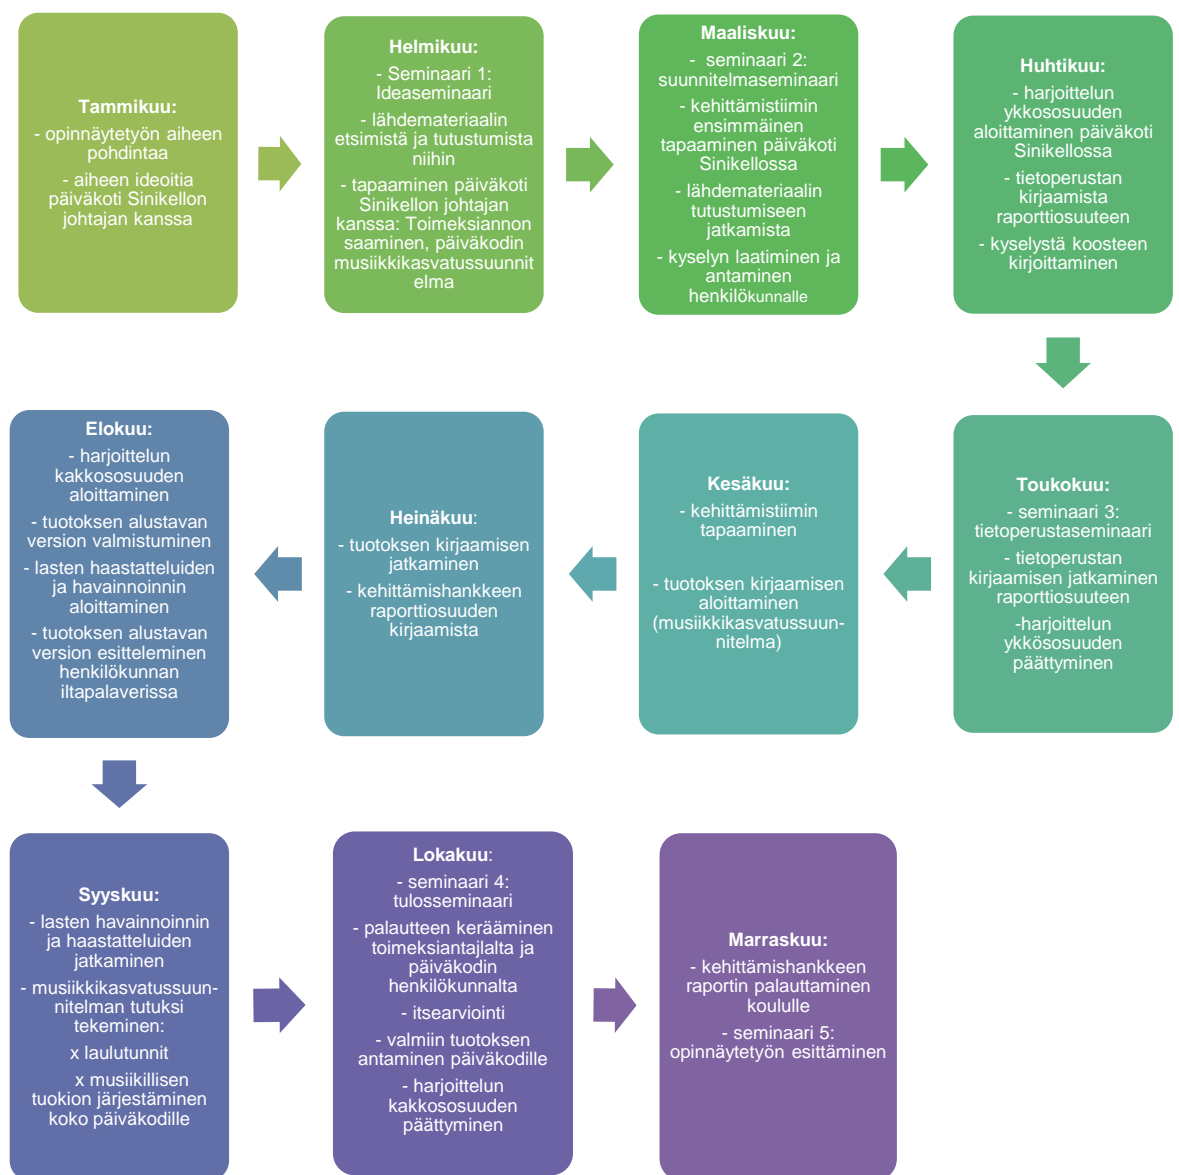 Tammikuu:
- opinnäytetyön aiheen
pohdintaa
- aiheen ideoitia
päiväkoti Sinikellon
johtajan kanssa
Helmikuu:
- Seminaari 1:
Ideaseminaari
- lähdemateriaalin
etsimistä ja tutustumista
niihin
- tapaaminen päiväkoti
Sinikellon johtajan
kanssa: Toimeksiannon
saaminen, päiväkodin
musiikkikasvatussuunnit
elma
Maaliskuu:
- seminaari 2:
suunnitelmaseminaari
- kehittämistiimin
ensimmäinen
tapaaminen päiväkoti
Sinikellossa
- lähdemateriaalin
tutustumiseen
jatkamista
- kyselyn laatiminen ja
antaminen
henkilökunnalle
Huhtikuu:
- harjoittelun
ykkososuuden
aloittaminen päiväkoti
Sinikellossa
- tietoperustan
kirjaamista
raporttiosuuteen
- kyselystä koosteen
kirjoittaminen
Toukokuu:
- seminaari 3:
tietoperustaseminaari
- tietoperustan
kirjaamisen jatkaminen
raporttiosuuteen
-harjoittelun
ykkösosuuden
päättyminen
Kesäkuu:
- kehittämistiimin
tapaaminen
- tuotoksen kirjaamisen
aloittaminen
(musiikkikasvatussuun-
nitelma)
Heinäkuu:
- tuotoksen kirjaamisen
jatkaminen
- kehittämishankkeen
raporttiosuuden
kirjaamista
Elokuu:
- harjoittelun
kakkososuuden
aloittaminen
- tuotoksen alustavan
version valmistuminen
- lasten haastatteluiden
ja havainnoinnin
aloittaminen
- tuotoksen alustavan
version esitteleminen
henkilökunnan
iltapalaverissa
Syyskuu:
- lasten havainnoinnin
ja haastatteluiden
jatkaminen
- musiikkikasvatussuun-
nitelman tutuksi
tekeminen:
x laulutunnit
x musiikillisen
tuokion järjestäminen
koko päiväkodille
Lokakuu:
- seminaari 4:
tulosseminaari
- palautteen kerääminen
toimeksiantajlalta ja
päiväkodin
henkilökunnalta
- itsearviointi
- valmiin tuotoksen
antaminen päiväkodille
- harjoittelun
kakkososuuden
päättyminen
Marraskuu:
- kehittämishankkeen
raportin palauttaminen
koululle
- seminaari 5:
opinnäytetyön esittäminen